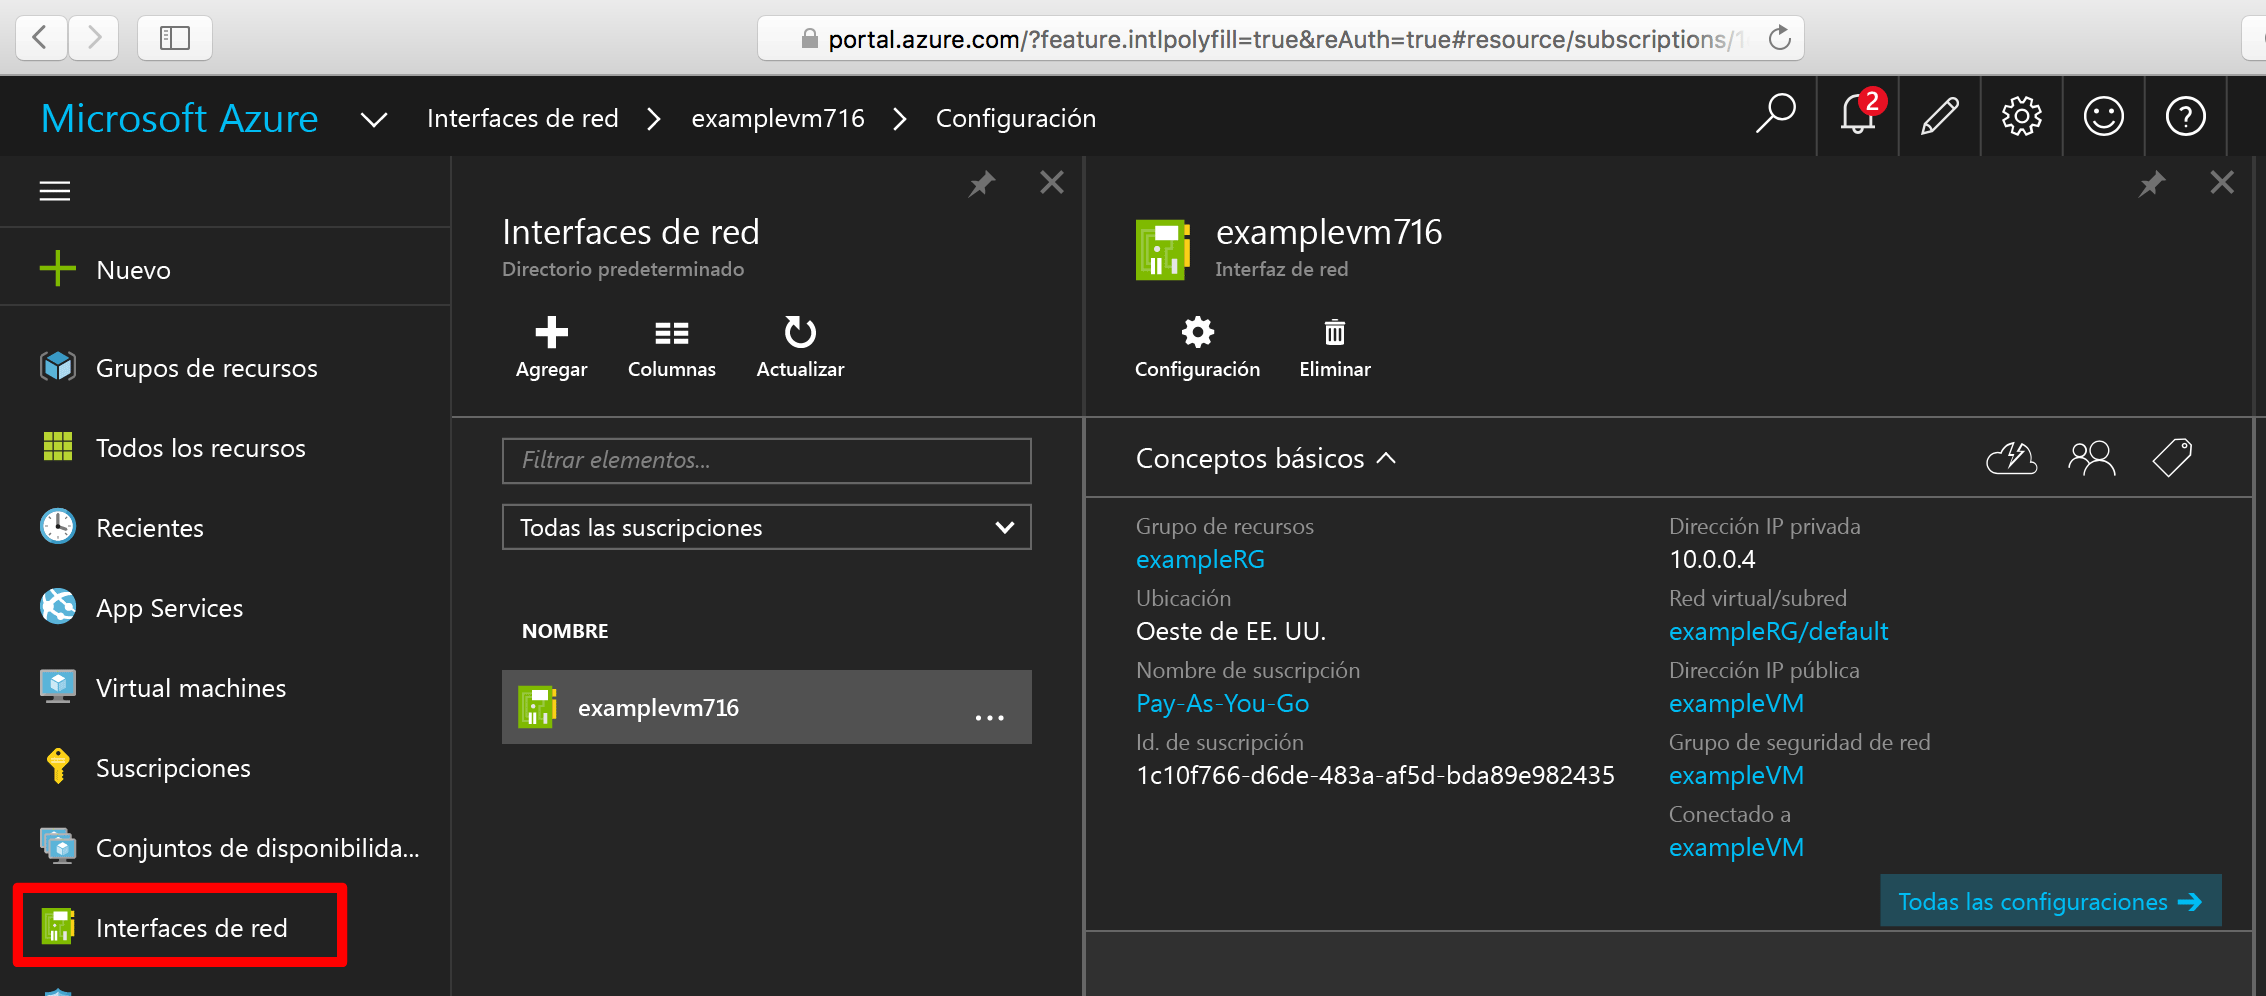 portal.azure.com/?feature.intlpolyfill=true&reAuth=true#resource/subscriptions/1
Microsoft Azure
Interfaces de red
examplevm716
Configuración
2
?
Nuevo
Grupos de recursos
Todos los recursos
Recientes
App Services
Virtual machines
Suscripciones
Conjuntos de disponibilida...
Interfaces de red
Interfaces de red
Directorio predeterminado
Agregar
Columnas
Actualizar
Filtrar elementos...
Todas las suscripciones
NOMBRE
examplevm716
...
examplevm716
Interfaz de red
Configuración
Eliminar
Conceptos básicos
Grupo de recursos
exampleRG
Ubicación
Oeste de EE. UU.
Nombre de suscripción
Pay-As-You-Go
Id. de suscripción
1c10f766-d6de-483a-af5d-bda89e982435
Dirección IP privada
10.0.0.4
Red virtual/subred
exampleRG/default
Dirección IP pública
exampleVM
Grupo de seguridad de red
exampleVM
Conectado a
exampleVM
Todas las configuraciones